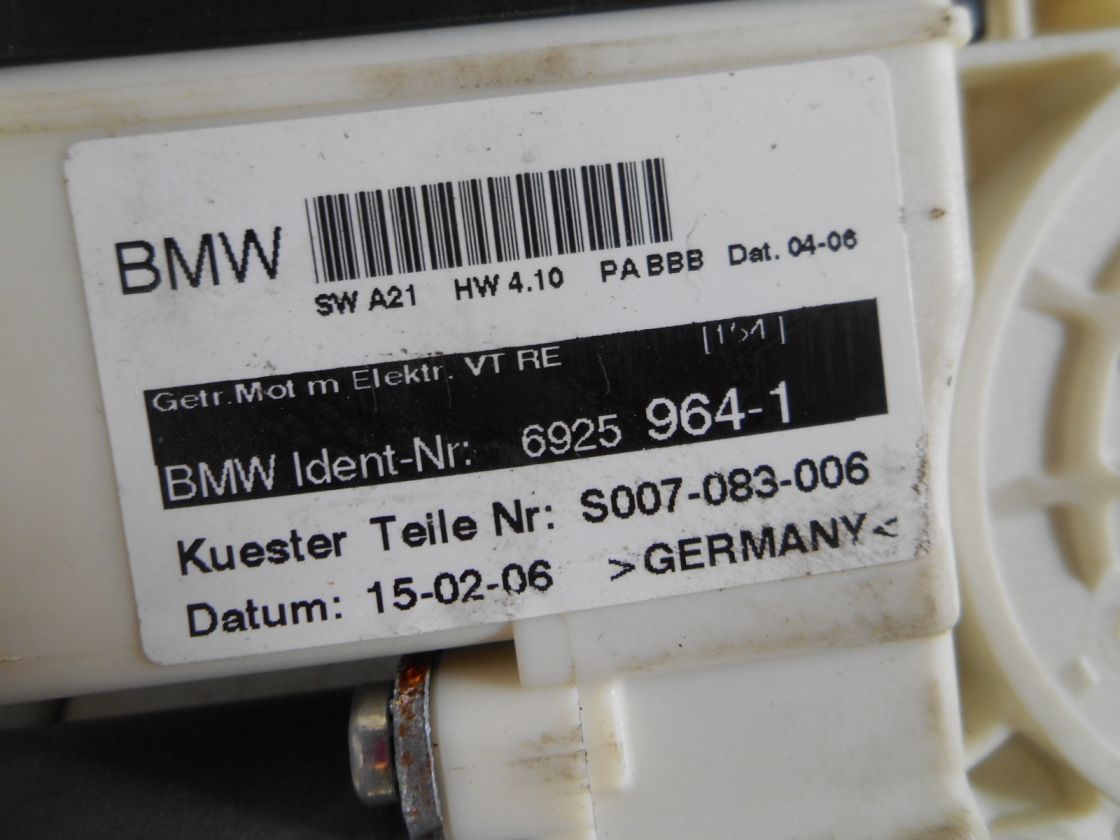 BMW
SW A21 HW 4.10 PA BBB Dat. 04-06
Getr.Mot m Elektr. VT RE
BMW Ident-Nr: 6925 964-1
Kuester Teile Nr: S007-083-006
Datum: 15-02-06 >GERMANY<